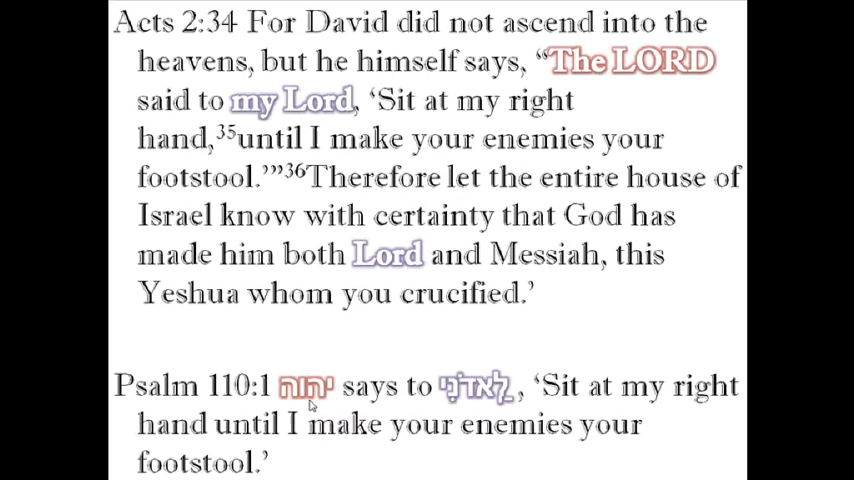 Acts 2:34 For David did not ascend into the
heavens, but he himself says, “The LORD
said to my Lord, ‘Sit at my right
hand,³⁵until I make your enemies your
footstool.’”³⁶Therefore let the entire house of
Israel know with certainty that God has
made him both Lord and Messiah, this
Yeshua whom you crucified.’
Psalm 110:1 יהוה says to לַאדֹנִי, ‘Sit at my right
hand until I make your enemies your
footstool.’